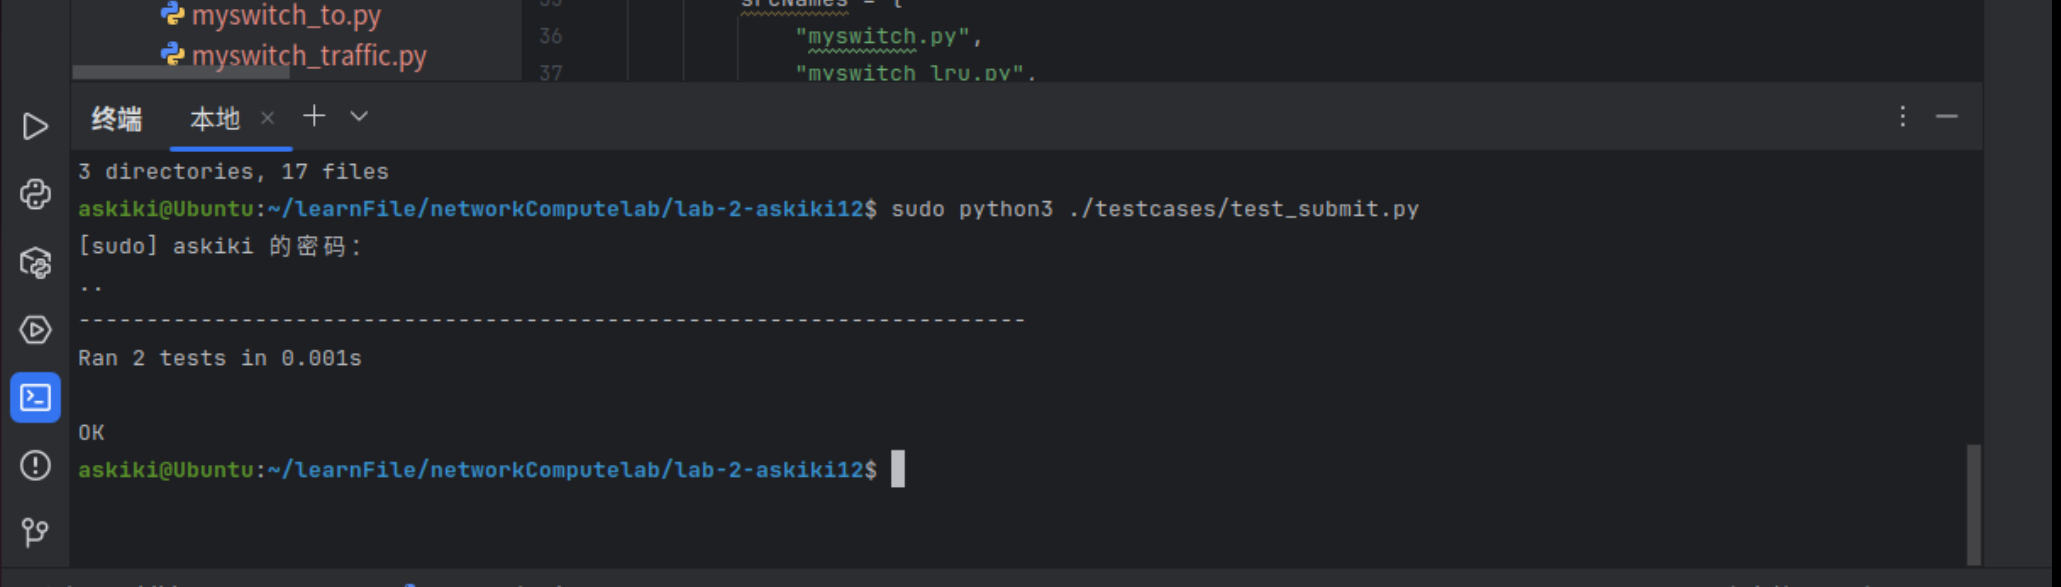 myswitch_to.py
myswitch_traffic.py
35 srcNames = {
36 "myswitch.py",
37 "myswitch_lru.py",
终端 本地
3 directories, 17 files
askiki@Ubuntu:~/learnFile/networkComputelab/lab-2-askiki12$ sudo python3 ./testcases/test_submit.py
[sudo] askiki 的密码：
..
----------------------------------------------------------------------
Ran 2 tests in 0.001s
OK
askiki@Ubuntu:~/learnFile/networkComputelab/lab-2-askiki12$